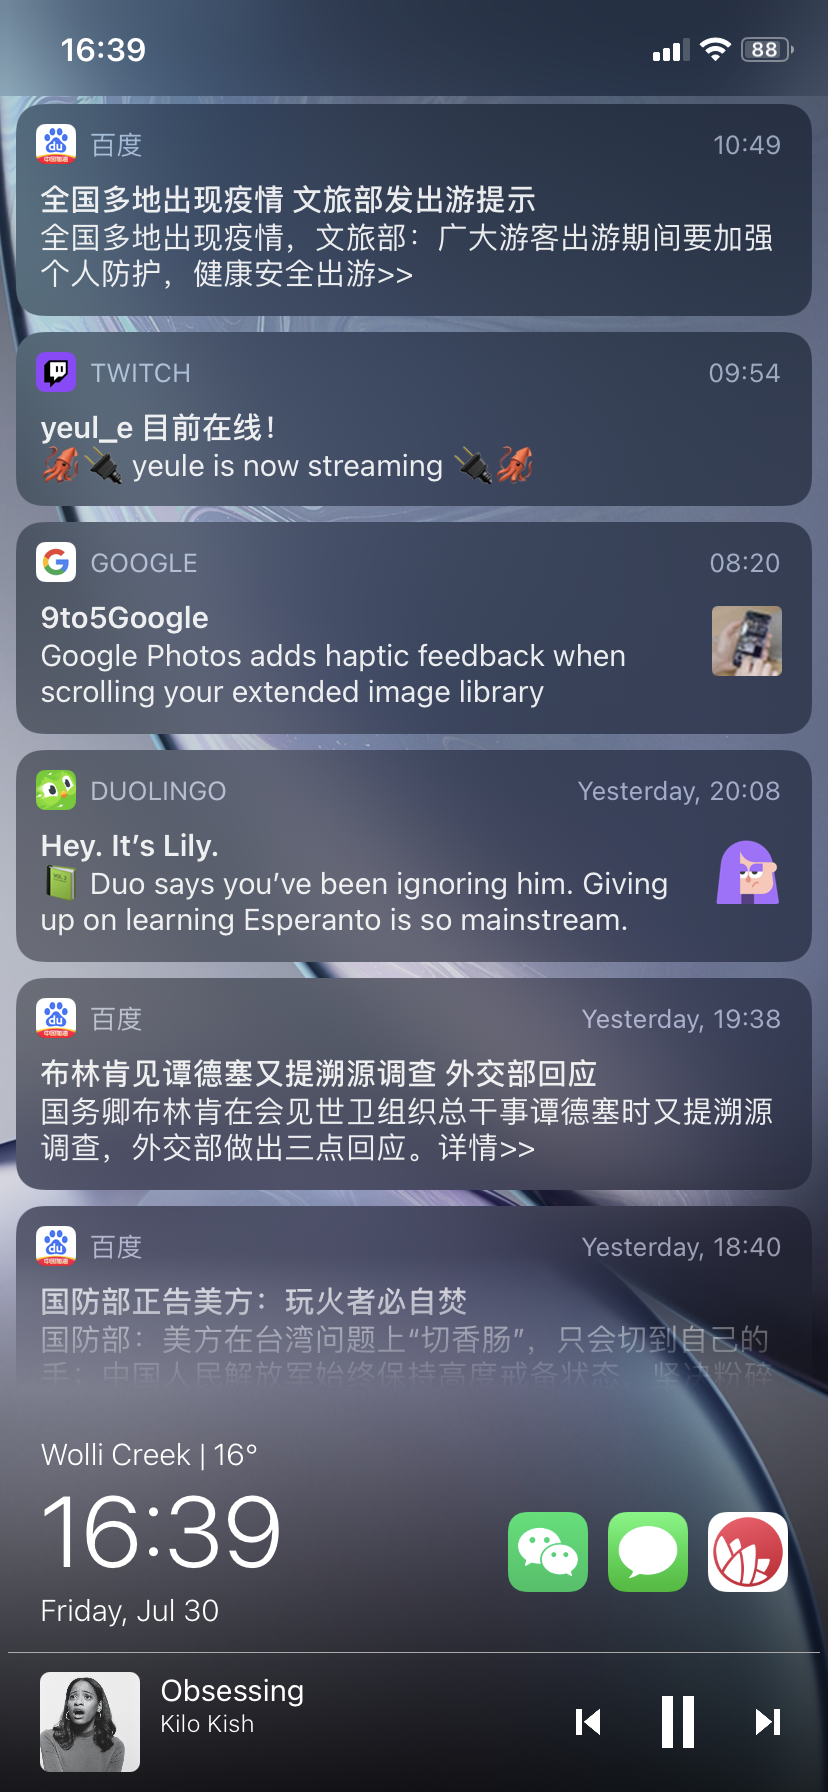 16:39
88
百度
10:49
全国多地出现疫情 文旅部发出游提示
全国多地出现疫情，文旅部：广大游客出游期间要加强
个人防护，健康安全出游>>
TWITCH
09:54
yeul_e 目前在线！
🦑🔌 yeule is now streaming 🔌🦑
GOOGLE
08:20
9to5Google
Google Photos adds haptic feedback when
scrolling your extended image library
DUOLINGO
Yesterday, 20:08
Hey. It’s Lily.
📗 Duo says you’ve been ignoring him. Giving
up on learning Esperanto is so mainstream.
百度
Yesterday, 19:38
布林肯见谭德塞又提溯源调查 外交部回应
国务卿布林肯在会见世卫组织总干事谭德塞时又提溯源
调查，外交部做出三点回应。详情>>
百度
Yesterday, 18:40
国防部正告美方：玩火者必自焚
国防部：美方在台湾问题上“切香肠”，只会切到自己的
手；中国人民解放军始终保持高度戒备状态，坚决粉碎
Wolli Creek | 16°
16:39
Friday, Jul 30
Obsessing
Kilo Kish